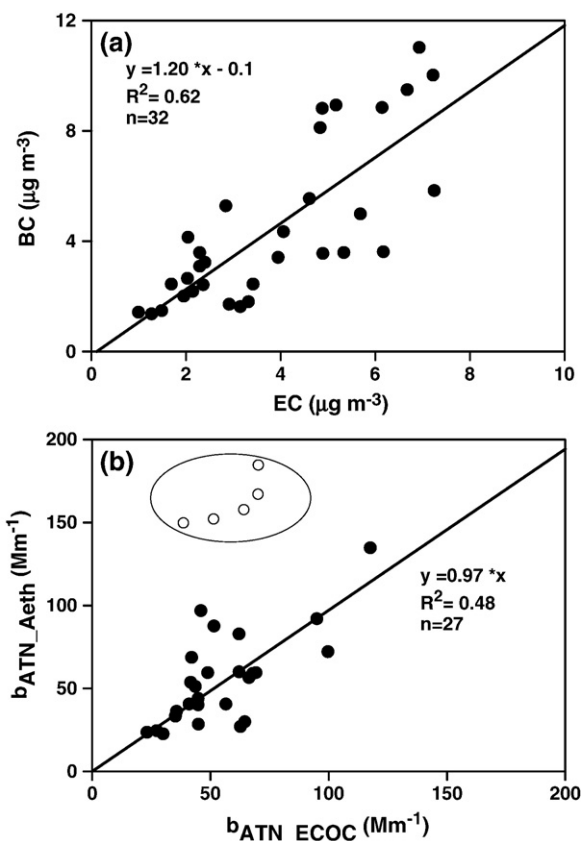 (a)
y =1.20 *x - 0.1
R2= 0.62
n=32
12
8
4
0
BC (µg m-3)
0 2 4 6 8 10
EC (µg m-3)
(b)
y =0.97 *x
R2= 0.48
n=27
200
150
100
50
0
bATN_Aeth (Mm-1)
0 50 100 150 200
bATN_ECOC (Mm-1)